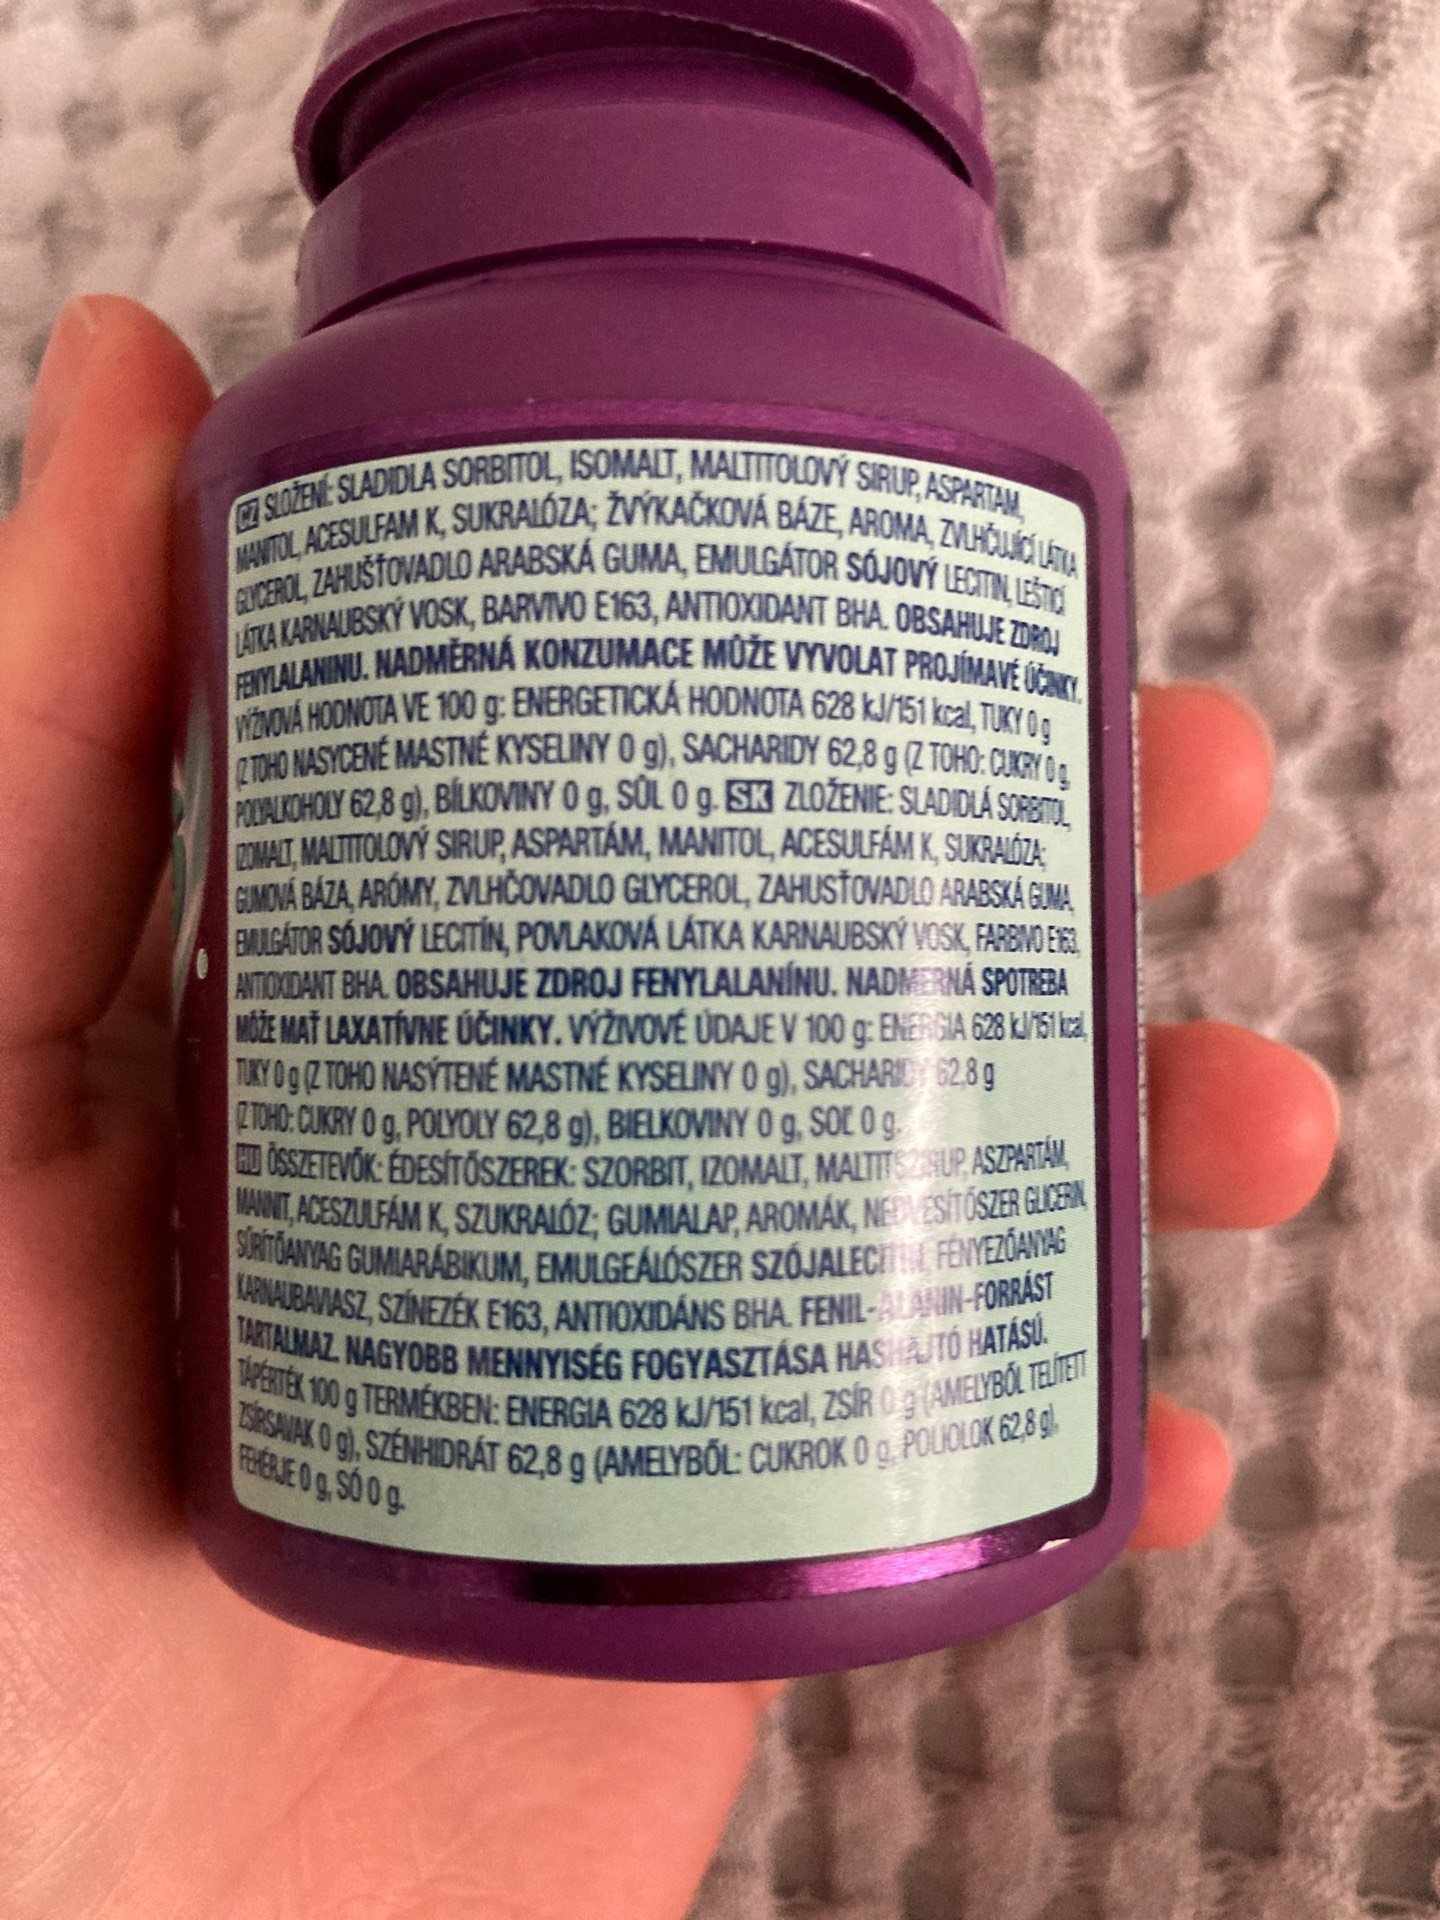 CZ SLOŽENÍ: SLADIDLA SORBITOL, ISOMALT, MALTITOLOVÝ SIRUP, ASPARTAM,
MANITOL, ACESULFAM K, SUKRALÓZA; ŽVÝKAČKOVÁ BÁZE, AROMA, ZVLHČUJÍCÍ LÁTKA
GLYCEROL, ZAHUŠŤOVADLO ARABSKÁ GUMA, EMULGÁTOR SÓJOVÝ LECITIN, LEŠTICÍ
LÁTKA KARNAUBSKÝ VOSK, BARVIVO E163, ANTIOXIDANT BHA. OBSAHUJE ZDROJ
FENYLALANINU. NADMĚRNÁ KONZUMACE MŮŽE VYVOLAT PROJÍMAVÉ ÚČINKY.
VÝŽIVOVÁ HODNOTA VE 100 g: ENERGETICKÁ HODNOTA 628 kJ/151 kcal, TUKY 0 g
(Z TOHO NASYCENÉ MASTNÉ KYSELINY 0 g), SACHARIDY 62,8 g (Z TOHO: CUKRY 0 g,
POLYALKOHOLY 62,8 g), BÍLKOVINY 0 g, SŮL 0 g. SK ZLOŽENIE: SLADIDLÁ SORBITOL,
IZOMALT, MALTITOLOVÝ SIRUP, ASPARTÁM, MANITOL, ACESULFÁM K, SUKRALÓZA;
GUMOVÁ BÁZA, ARÓMY, ZVLHČOVADLO GLYCEROL, ZAHUSŤOVADLO ARABSKÁ GUMA,
EMULGÁTOR SÓJOVÝ LECITÍN, POVLAKOVÁ LÁTKA KARNAUBSKÝ VOSK, FARBIVO E163,
ANTIOXIDANT BHA. OBSAHUJE ZDROJ FENYLALANÍNU. NADMERNÁ SPOTREBA
MÔŽE MAŤ LAXATÍVNE ÚČINKY. VÝŽIVOVÉ ÚDAJE V 100 g: ENERGIA 628 kJ/151 kcal,
TUKY 0 g (Z TOHO NASÝTENÉ MASTNÉ KYSELINY 0 g), SACHARIDY 62,8 g
(Z TOHO: CUKRY 0 g, POLYOLY 62,8 g), BIELKOVINY 0 g, SOĽ 0 g.
HU ÖSSZETEVŐK: ÉDESÍTŐSZEREK: SZORBIT, IZOMALT, MALTITSZIRUP, ASZPARTÁM,
MANNIT, ACESZULFÁM K, SZUKRALÓZ; GUMIALAP, AROMÁK, NEDVESÍTŐSZER GLICERIN,
SŰRÍTŐANYAG GUMIARÁBIKUM, EMULGEÁLÓSZER SZÓJALECITIN, FÉNYEZŐANYAG
KARNAUBAVIASZ, SZÍNEZÉK E163, ANTIOXIDÁNS BHA. FENIL-ALANIN-FORRÁST
TARTALMAZ. NAGYOBB MENNYISÉG FOGYASZTÁSA HASHAJTÓ HATÁSÚ.
TÁPÉRTÉK 100 g TERMÉKBEN: ENERGIA 628 kJ/151 kcal, ZSÍR 0 g (AMELYBŐL TELÍTETT
ZSÍRSAVAK 0 g), SZÉNHIDRÁT 62,8 g (AMELYBŐL: CUKROK 0 g, POLIOLOK 62,8 g),
FEHÉRJE 0 g, SÓ 0 g.